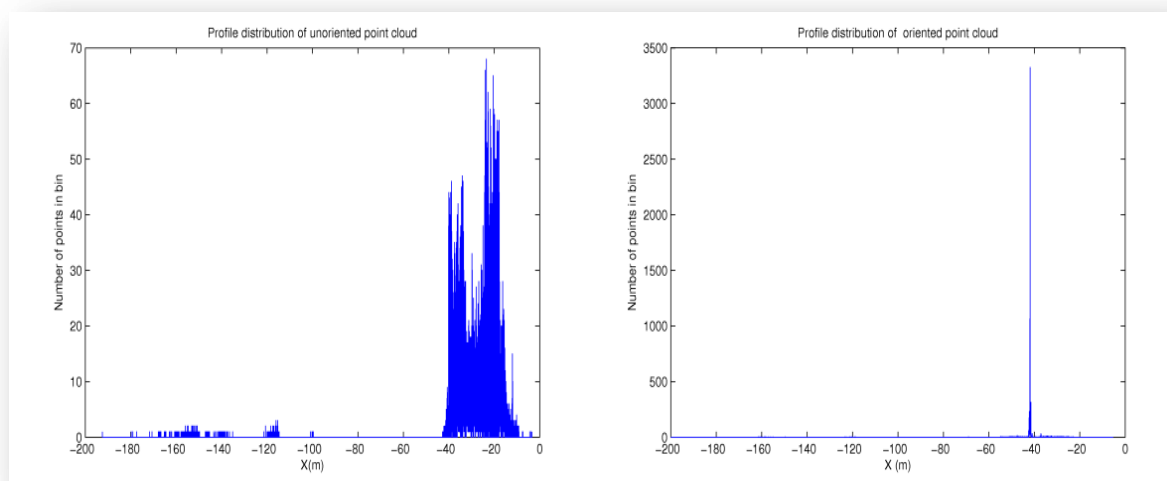 Profile distribution of unoriented point cloud
70
60
50
40
30
20
10
0
Number of points in bin
−200 −180 −160 −140 −120 −100 −80 −60 −40 −20 0
X(m)
Profile distribution of oriented point cloud
3500
3000
2500
2000
1500
1000
500
0
Number of points in bin
−200 −180 −160 −140 −120 −100 −80 −60 −40 −20 0
X (m)